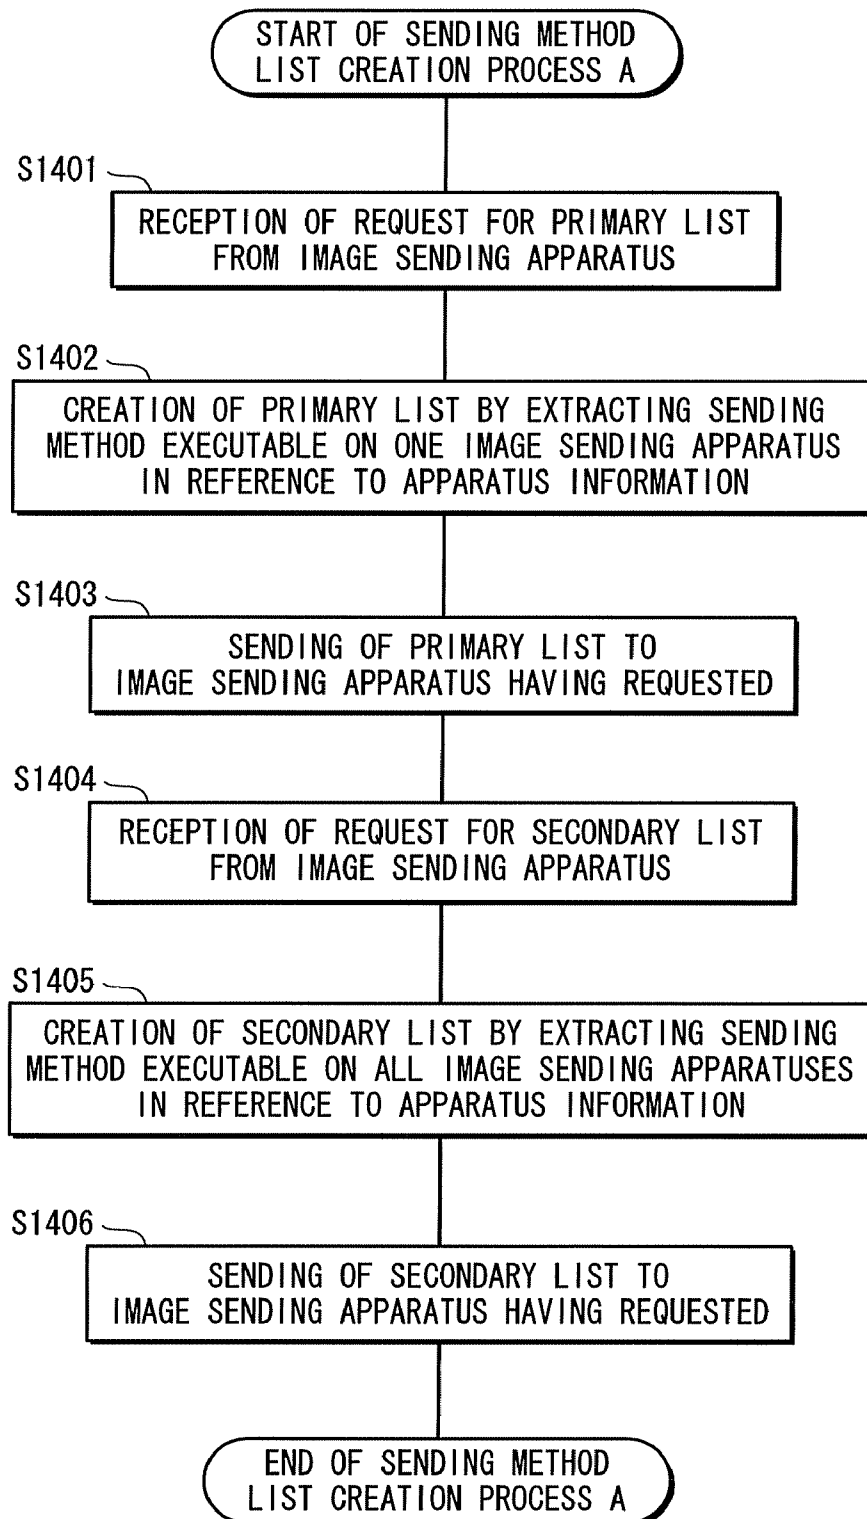 START OF SENDING METHOD
LIST CREATION PROCESS A
S1401
RECEPTION OF REQUEST FOR PRIMARY LIST
FROM IMAGE SENDING APPARATUS
S1402
CREATION OF PRIMARY LIST BY EXTRACTING SENDING
METHOD EXECUTABLE ON ONE IMAGE SENDING APPARATUS
IN REFERENCE TO APPARATUS INFORMATION
S1403
SENDING OF PRIMARY LIST TO
IMAGE SENDING APPARATUS HAVING REQUESTED
S1404
RECEPTION OF REQUEST FOR SECONDARY LIST
FROM IMAGE SENDING APPARATUS
S1405
CREATION OF SECONDARY LIST BY EXTRACTING SENDING
METHOD EXECUTABLE ON ALL IMAGE SENDING APPARATUSES
IN REFERENCE TO APPARATUS INFORMATION
S1406
SENDING OF SECONDARY LIST TO
IMAGE SENDING APPARATUS HAVING REQUESTED
END OF SENDING METHOD
LIST CREATION PROCESS A